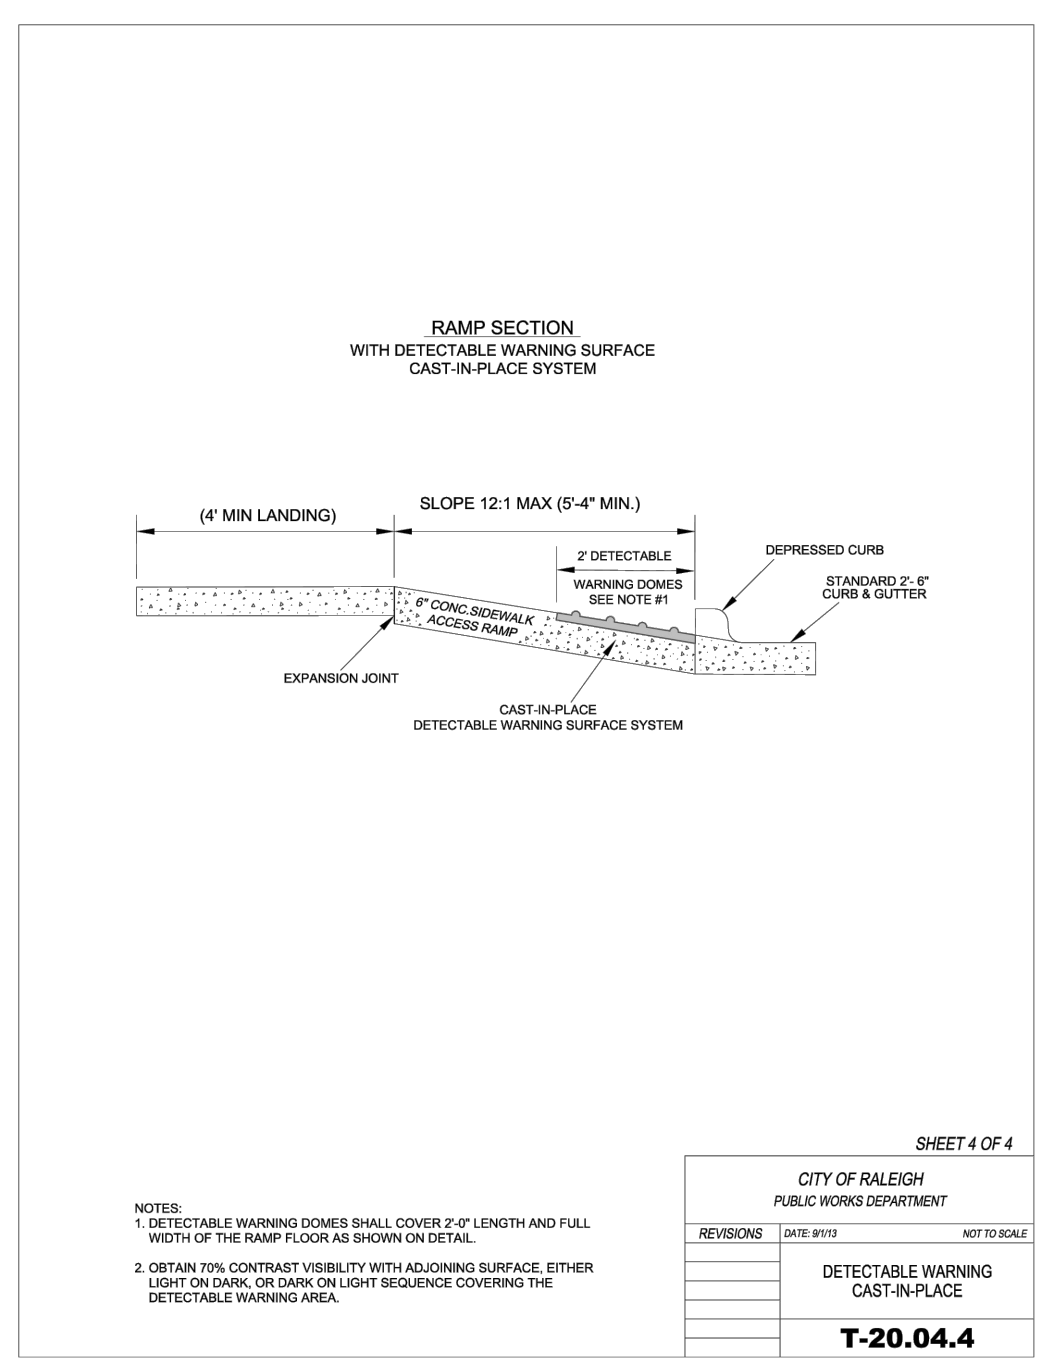 RAMP SECTION
WITH DETECTABLE WARNING SURFACE
CAST-IN-PLACE SYSTEM
(4' MIN LANDING)
SLOPE 12:1 MAX (5'-4" MIN.)
2' DETECTABLE
WARNING DOMES
SEE NOTE #1
DEPRESSED CURB
STANDARD 2'- 6"
CURB & GUTTER
6" CONC.SIDEWALK
ACCESS RAMP
EXPANSION JOINT
CAST-IN-PLACE
DETECTABLE WARNING SURFACE SYSTEM
NOTES:
1. DETECTABLE WARNING DOMES SHALL COVER 2'-0" LENGTH AND FULL
WIDTH OF THE RAMP FLOOR AS SHOWN ON DETAIL.
2. OBTAIN 70% CONTRAST VISIBILITY WITH ADJOINING SURFACE, EITHER
LIGHT ON DARK, OR DARK ON LIGHT SEQUENCE COVERING THE
DETECTABLE WARNING AREA.
SHEET 4 OF 4
CITY OF RALEIGH
PUBLIC WORKS DEPARTMENT
REVISIONS
DATE: 9/1/13
NOT TO SCALE
DETECTABLE WARNING
CAST-IN-PLACE
T-20.04.4